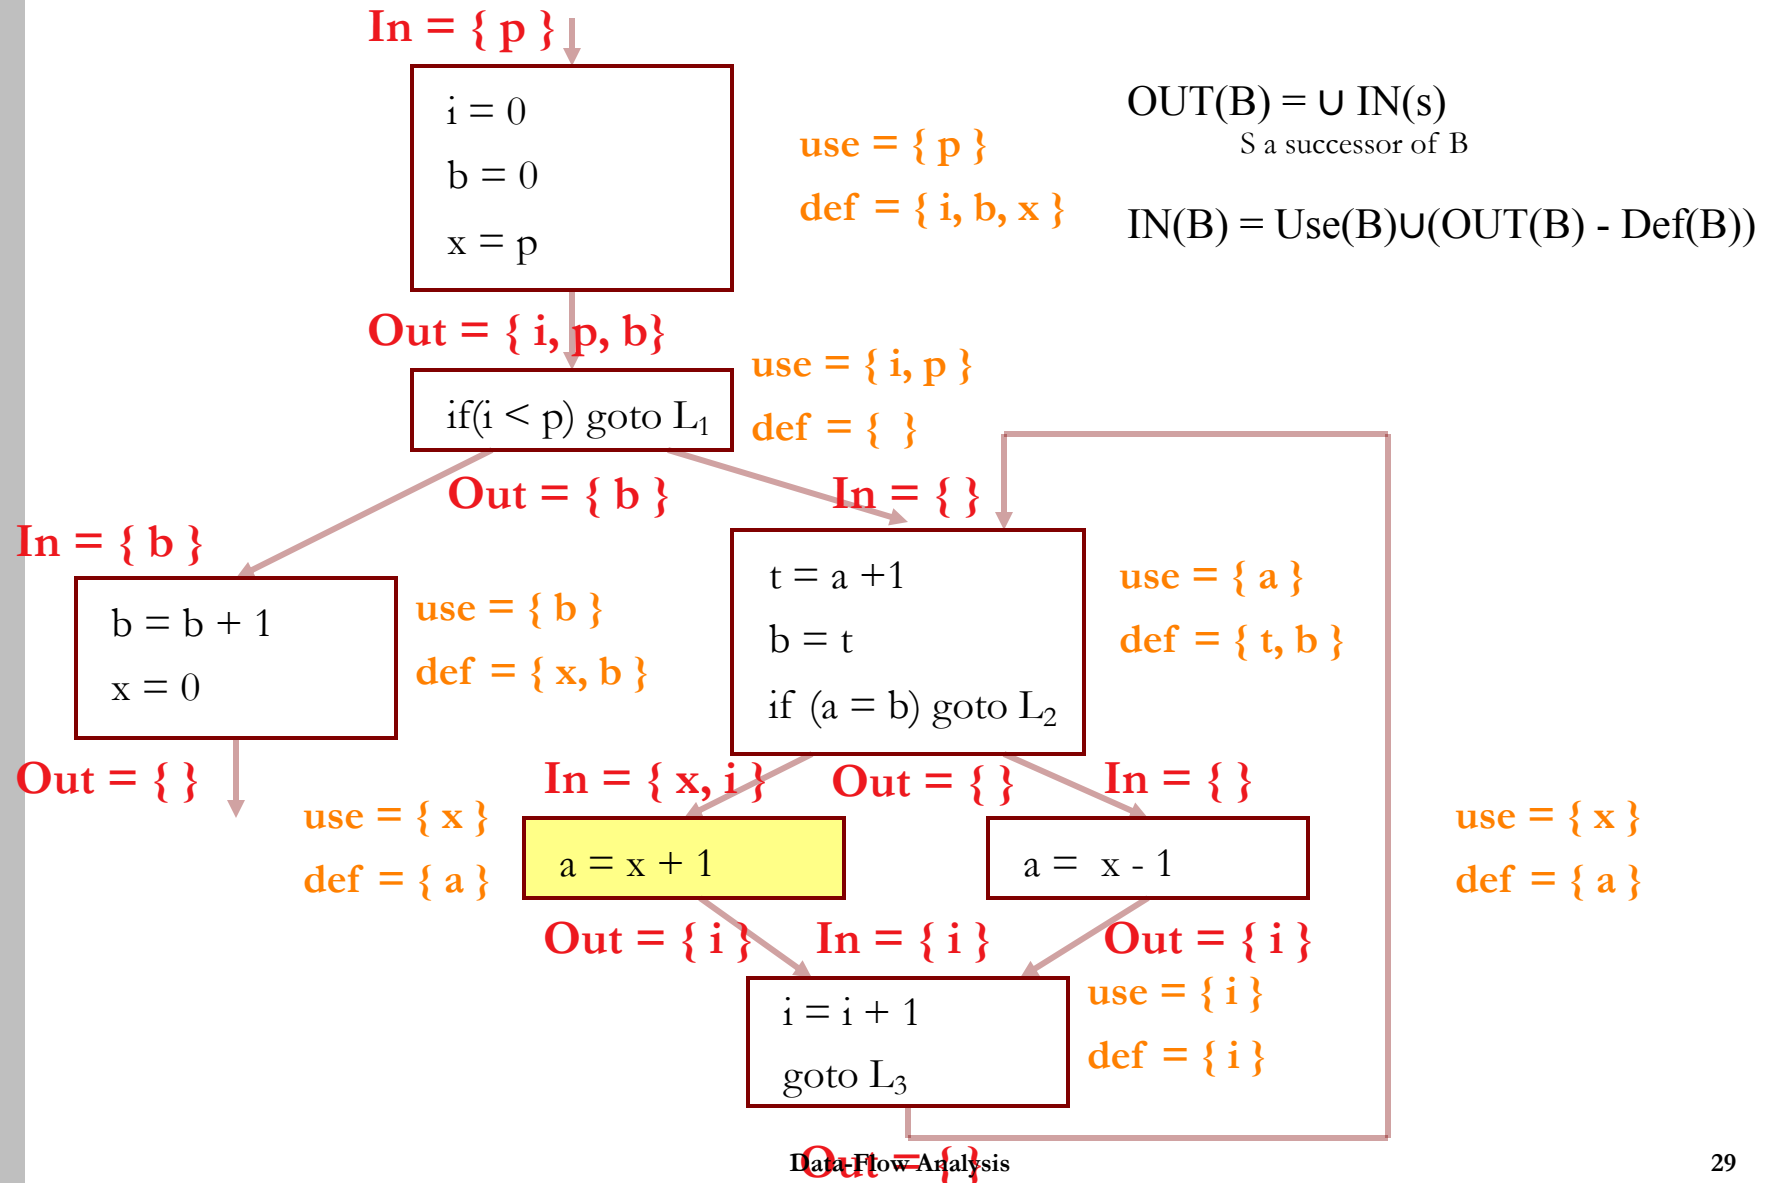 In = { p }
i = 0
b = 0
x = p
use = { p }
def = { i, b, x }
OUT(B) = ∪ IN(s)
S a successor of B
IN(B) = Use(B)∪(OUT(B) - Def(B))
Out = { i, p, b}
if(i < p) goto L₁
use = { i, p }
def = { }
Out = { b }
In = { }
In = { b }
b = b + 1
x = 0
use = { b }
def = { x, b }
t = a +1
b = t
if (a = b) goto L₂
use = { a }
def = { t, b }
Out = { }
In = { x, i }
Out = { }
In = { }
use = { x }
def = { a }
a = x + 1
a = x - 1
use = { x }
def = { a }
Out = { i }
In = { i }
Out = { i }
i = i + 1
goto L₃
use = { i }
def = { i }
Out = { }
Data-Flow Analysis
29